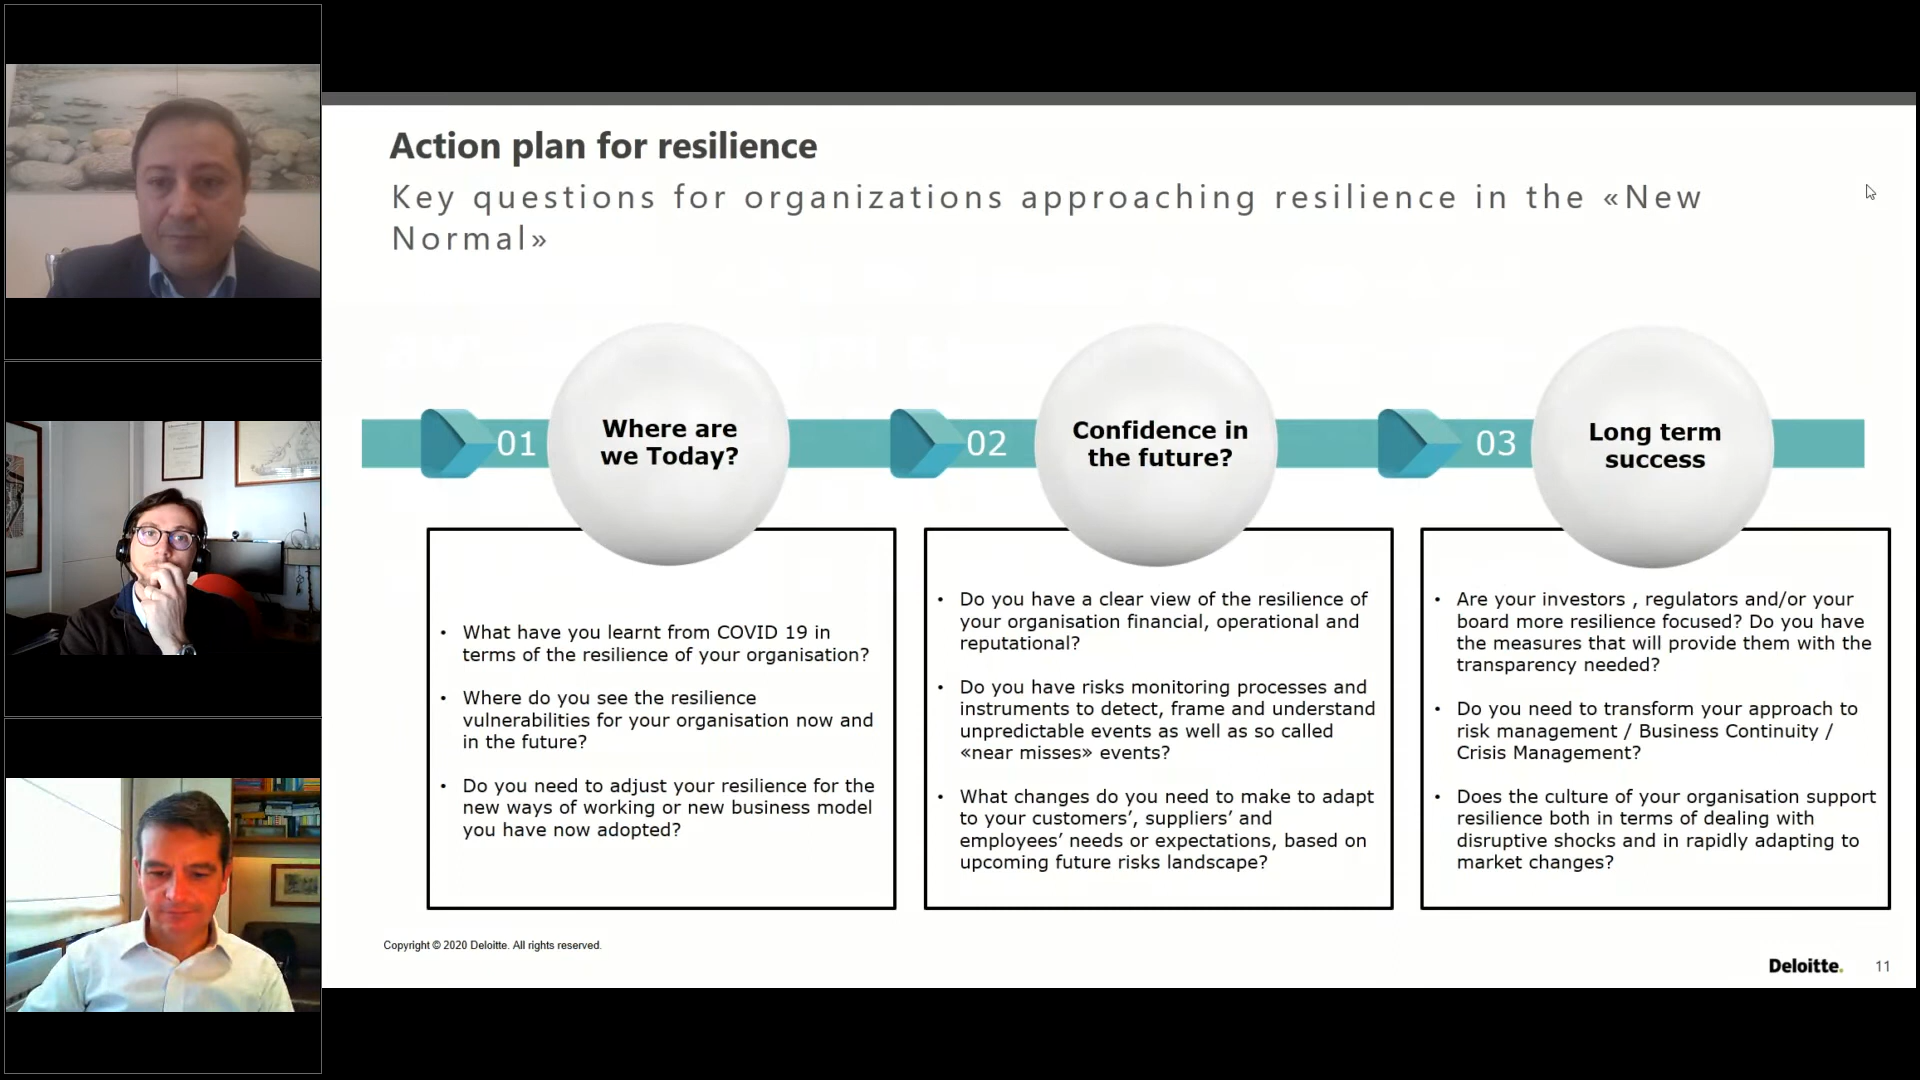 Action plan for resilience
Key questions for organizations approaching resilience in the «New
Normal»
01
Where are
we Today?
02
Confidence in
the future?
03
Long term
success
• What have you learnt from COVID 19 in
terms of the resilience of your organisation?
• Where do you see the resilience
vulnerabilities for your organisation now and
in the future?
• Do you need to adjust your resilience for the
new ways of working or new business model
you have now adopted?
• Do you have a clear view of the resilience of
your organisation financial, operational and
reputational?
• Do you have risks monitoring processes and
instruments to detect, frame and understand
unpredictable events as well as so called
«near misses» events?
• What changes do you need to make to adapt
to your customers’, suppliers’ and
employees’ needs or expectations, based on
upcoming future risks landscape?
• Are your investors , regulators and/or your
board more resilience focused? Do you have
the measures that will provide them with the
transparency needed?
• Do you need to transform your approach to
risk management / Business Continuity /
Crisis Management?
• Does the culture of your organisation support
resilience both in terms of dealing with
disruptive shocks and in rapidly adapting to
market changes?
Copyright © 2020 Deloitte. All rights reserved.
Deloitte.
11